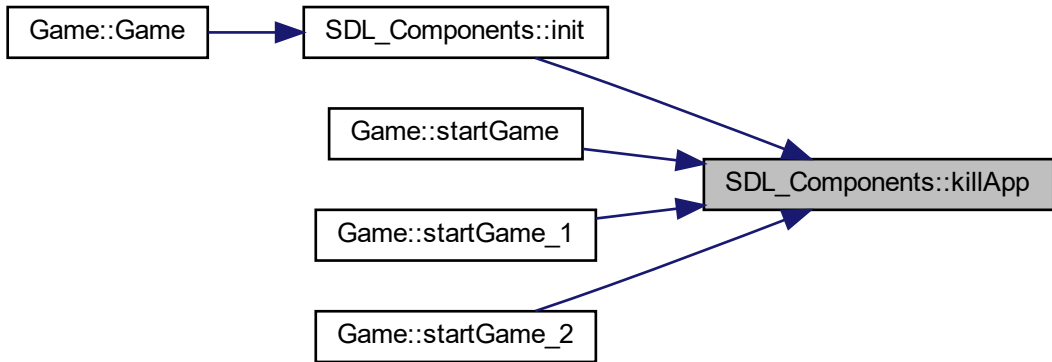 Game::Game
SDL_Components::init
Game::startGame
SDL_Components::killApp
Game::startGame_1
Game::startGame_2